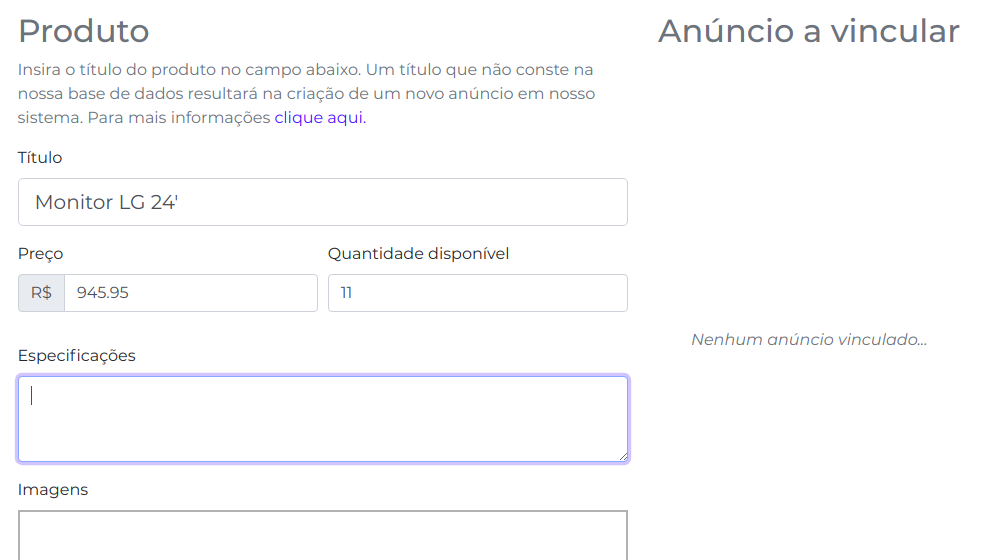 Produto
Insira o título do produto no campo abaixo. Um título que não conste na
nossa base de dados resultará na criação de um novo anúncio em nosso
sistema. Para mais informações clique aqui.
Título
Monitor LG 24'
Preço
R$ 945.95
Quantidade disponível
11
Especificações
Imagens
Anúncio a vincular
Nenhum anúncio vinculado...